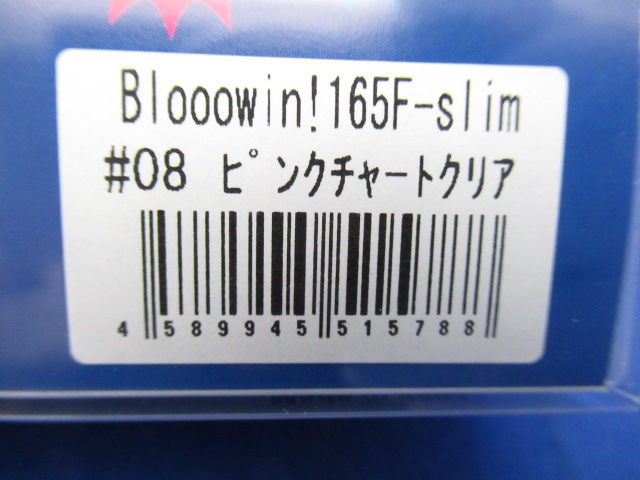 Blooowin!165F-slim
#08 ﾋﾟﾝｸﾁｬｰﾄｸﾘｱ
4 589945 515788